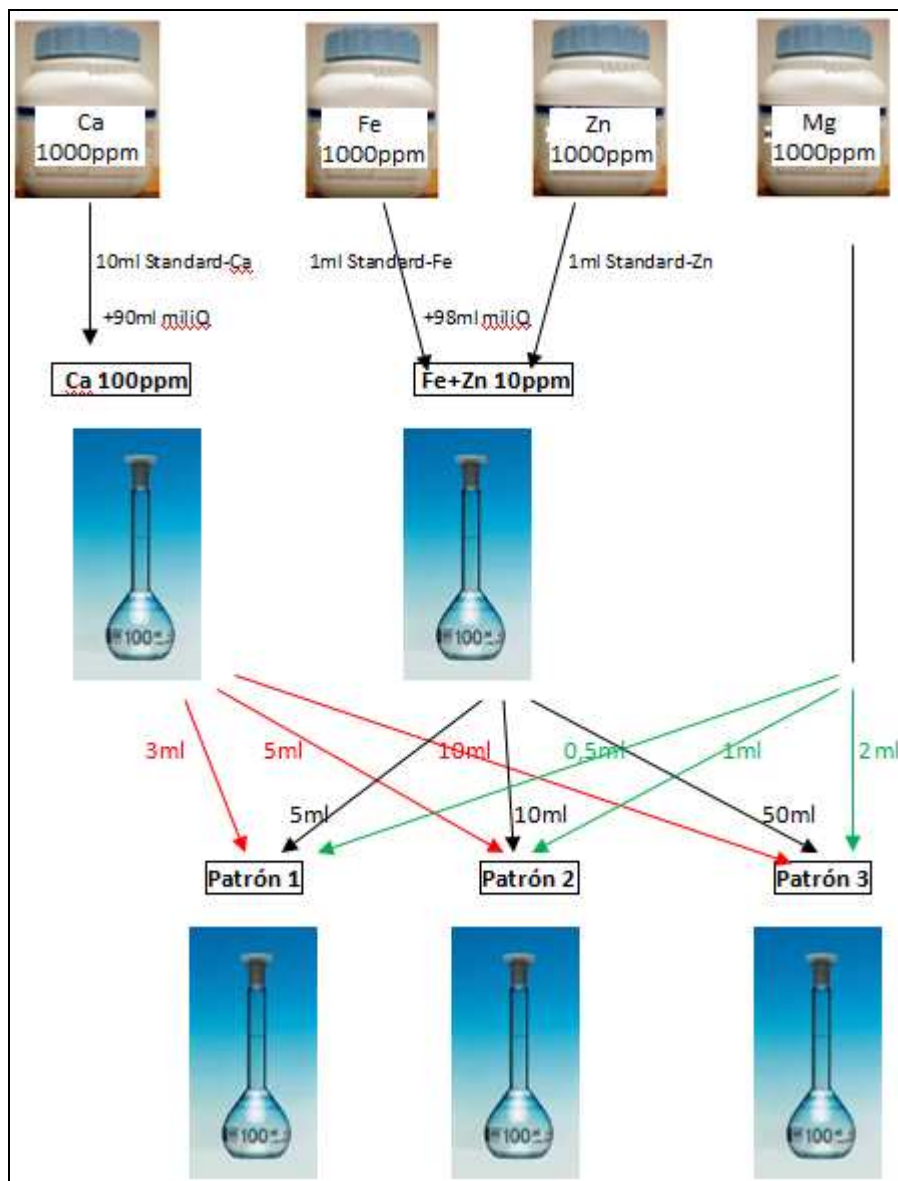 Ca
1000ppm
Fe
1000ppm
Zn
1000ppm
Mg
1000ppm
10ml Standard-Ca
1ml Standard-Fe
1ml Standard-Zn
+90ml miliQ
+98ml miliQ
Ca 100ppm
Fe+Zn 10ppm
100
100
3ml
5ml
10ml
0,5ml
1ml
2ml
5ml
10ml
50ml
Patrón 1
Patrón 2
Patrón 3
100
100
100